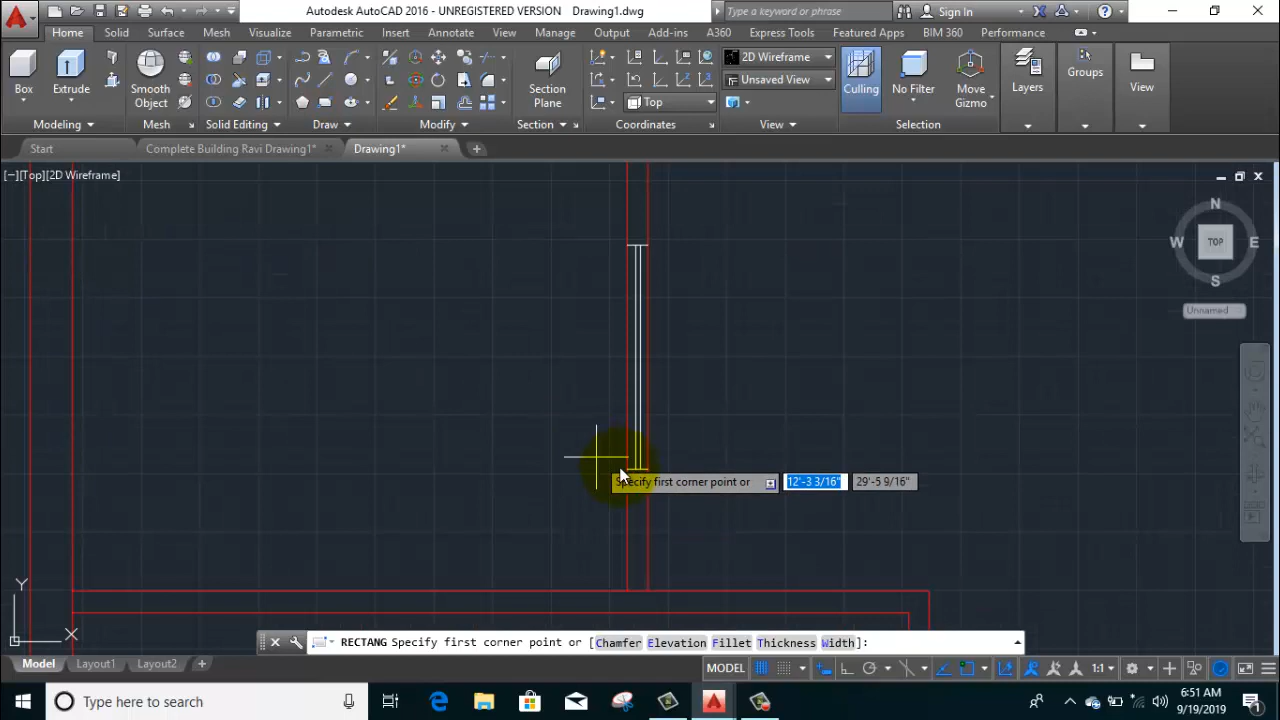 Autodesk AutoCAD 2016 - UNREGISTERED VERSION Drawing1.dwg
Type a keyword or phrase
Sign In
Home Solid Surface Mesh Visualize Parametric Insert Annotate View Manage Output Add-ins A360 Express Tools Featured Apps BIM 360 Performance
Box
Extrude
Smooth
Object
Section
Plane
2D Wireframe
Unsaved View
Top
Culling
No Filter
Move
Gizmo
Layers
Groups
View
Modeling Mesh Solid Editing Draw Modify Section Coordinates View Selection
Start Complete Building Ravi Drawing1* Drawing1*
[−][Top][2D Wireframe]
N
W TOP E
S
Unnamed
Specify first corner point or 12'-3 3/16" 29'-5 9/16"
Y
X
RECTANG Specify first corner point or [Chamfer Elevation Fillet Thickness Width]:
Model Layout1 Layout2 +
MODEL 1:1
Type here to search
6:51 AM
9/19/2019
1